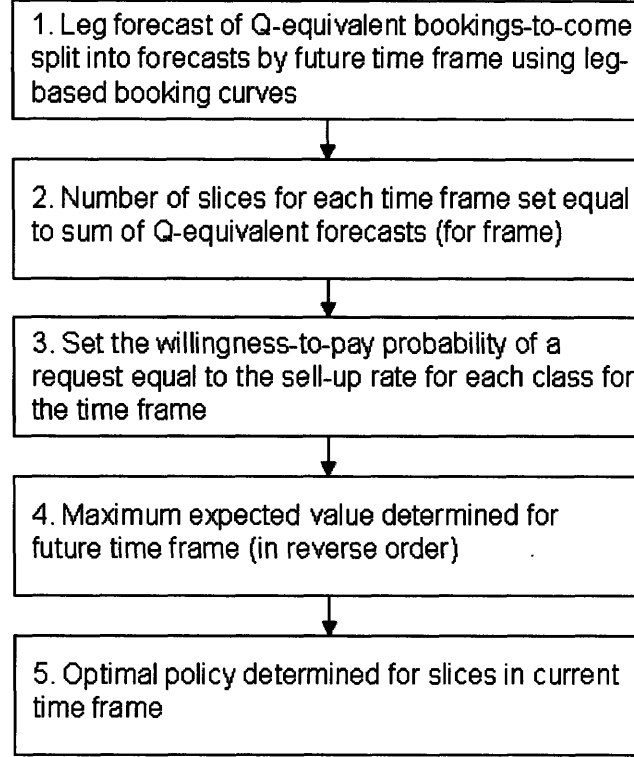 1. Leg forecast of Q-equivalent bookings-to-come
split into forecasts by future time frame using leg-
based booking curves
2. Number of slices for each time frame set equal
to sum of Q-equivalent forecasts (for frame)
3. Set the willingness-to-pay probability of a
request equal to the sell-up rate for each class for
the time frame
4. Maximum expected value determined for
future time frame (in reverse order)
5. Optimal policy determined for slices in current
time frame